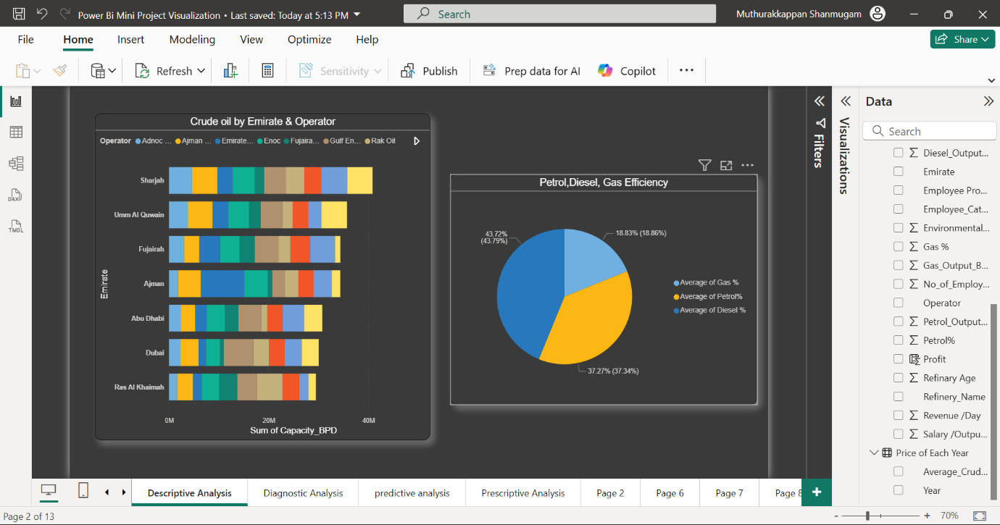 Power Bi Mini Project Visualization • Last saved: Today at 5:13 PM
Search
Muthurakkappan Shanmugam
File Home Insert Modeling View Optimize Help
Share
Refresh
Sensitivity
Publish
Prep data for AI
Copilot
...
DAX
TMDL
Crude oil by Emirate & Operator
Operator Adnoc ... Ajman ... Emirate... Enoc Fujaira... Gulf En... Rak Oil
Emirate
Sharjah
Umm Al Quwain
Fujairah
Ajman
Abu Dhabi
Dubai
Ras Al Khaimah
0M 20M 40M
Sum of Capacity_BPD
Petrol,Diesel, Gas Efficiency
43.72%
(43.79%)
18.83% (18.86%)
37.27% (37.34%)
Average of Gas %
Average of Petrol%
Average of Diesel %
Filters
Visualizations
Data
Search
Diesel_Output...
Emirate
Employee Pro...
Employee_Cat...
Environmental...
Gas %
Gas_Output_B...
No_of_Employ...
Operator
Petrol_Output...
Petrol%
Profit
Refinary Age
Refinery_Name
Revenue /Day
Salary /Outpu...
Price of Each Year
Average_Crud...
Year
Descriptive Analysis Diagnostic Analysis predictive analysis Prescriptive Analysis Page 2 Page 6 Page 7 Page 8
Page 2 of 13
- + 70%